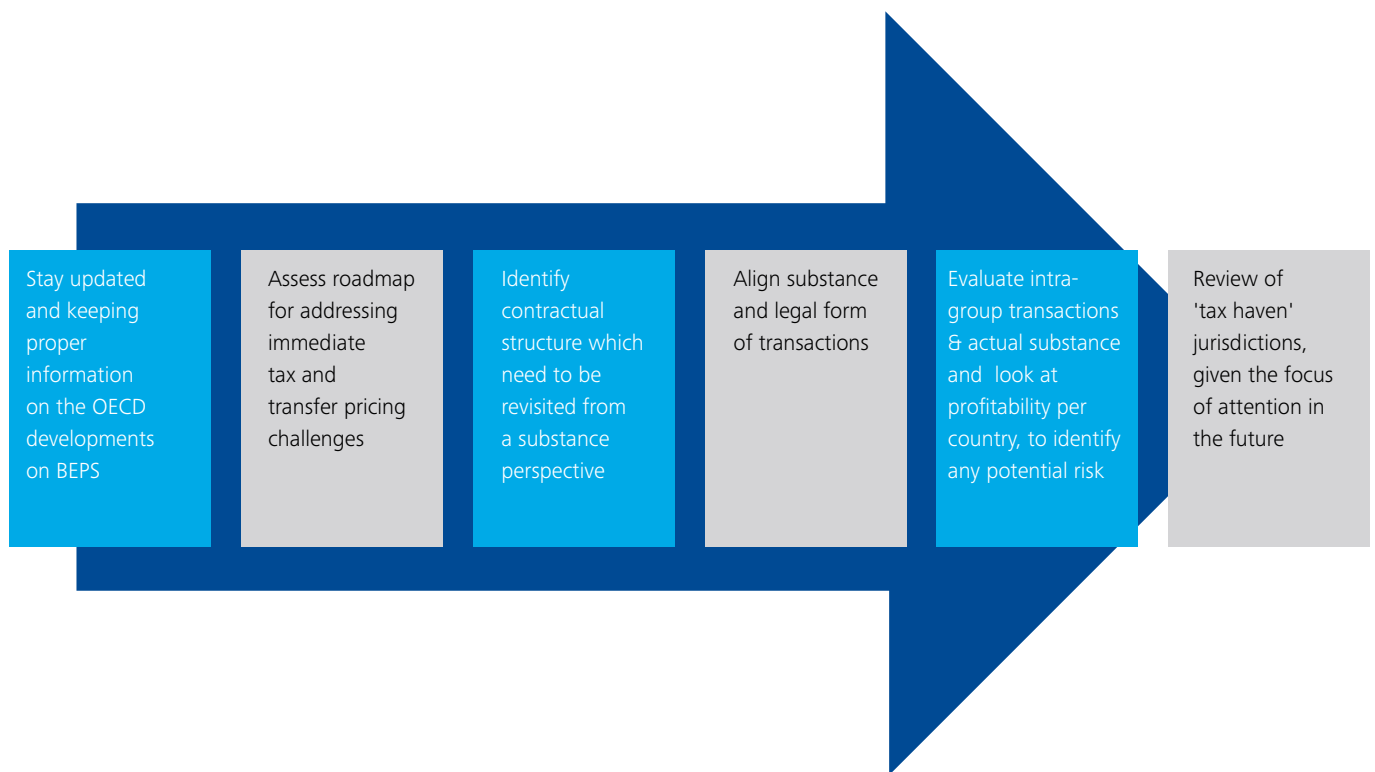 Stay updated
and keeping
proper
information
on the OECD
developments
on BEPS
Assess roadmap
for addressing
immediate
tax and
transfer pricing
challenges
Identify
contractual
structure which
need to be
revisited from
a substance
perspective
Align substance
and legal form
of transactions
Evaluate intra-
group transactions
& actual substance
and look at
profitability per
country, to identify
any potential risk
Review of
'tax haven'
jurisdictions,
given the focus
of attention in
the future